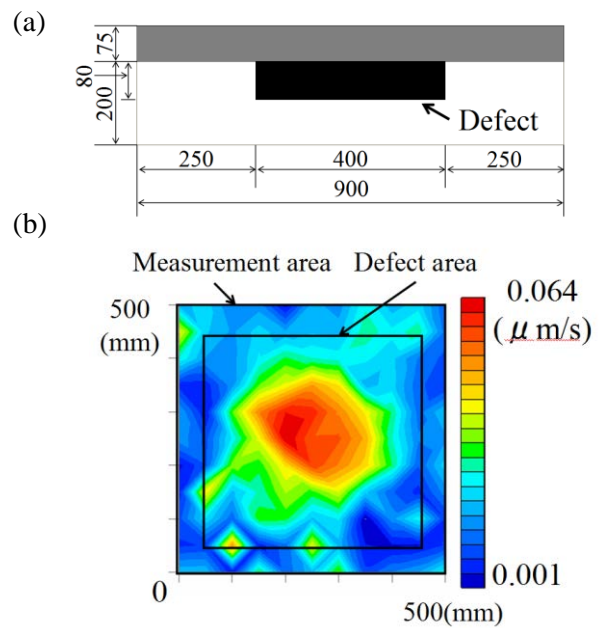 (a)
75
80
200
Defect
250
400
250
900
(b)
Measurement area
Defect area
500
(mm)
0.064
(μm/s)
0.001
0
500(mm)